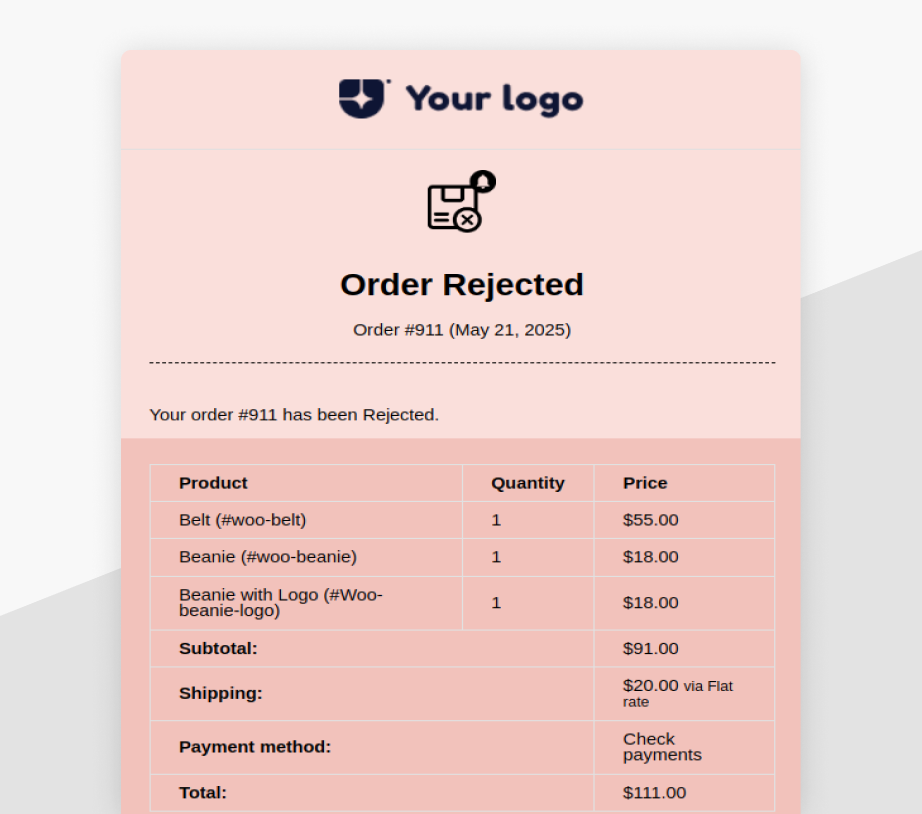 Your logo
Order Rejected
Order #911 (May 21, 2025)
Your order #911 has been Rejected.
Product Quantity Price
Belt (#woo-belt) 1 $55.00
Beanie (#woo-beanie) 1 $18.00
Beanie with Logo (#Woo-
beanie-logo) 1 $18.00
Subtotal: $91.00
Shipping: $20.00 via Flat
rate
Payment method: Check
payments
Total: $111.00